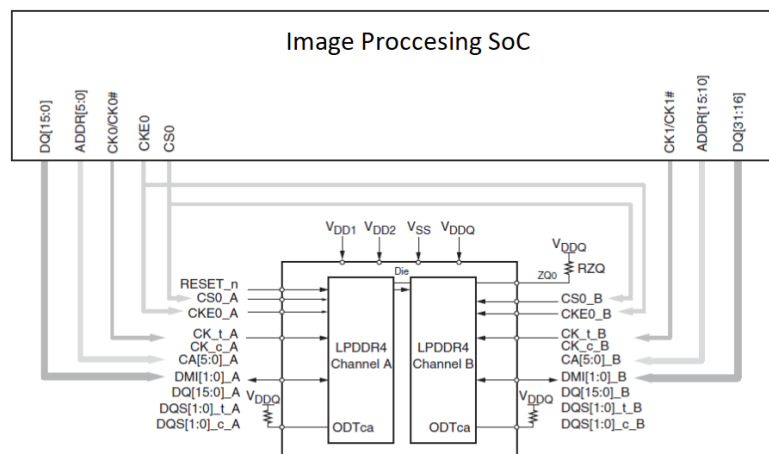 Image Proccesing SoC
DQ[15:0]
ADDR[5:0]
CK0/CK0#
CKE0
CS0
CK1/CK1#
ADDR[15:10]
DQ[31:16]
VDD1
VDD2
VSS
VDDQ
VDDQ
RZQ
Die
ZQ0
RESET_n
CS0_A
CKE0_A
CK_t_A
CK_c_A
CA[5:0]_A
DMI[1:0]_A
DQ[15:0]_A
DQS[1:0]_t_A
DQS[1:0]_c_A
VDDQ
LPDDR4
Channel A
ODTca
LPDDR4
Channel B
ODTca
CS0_B
CKE0_B
CK_t_B
CK_c_B
CA[5:0]_B
DMI[1:0]_B
DQ[15:0]_B
DQS[1:0]_t_B
DQS[1:0]_c_B
VDDQ